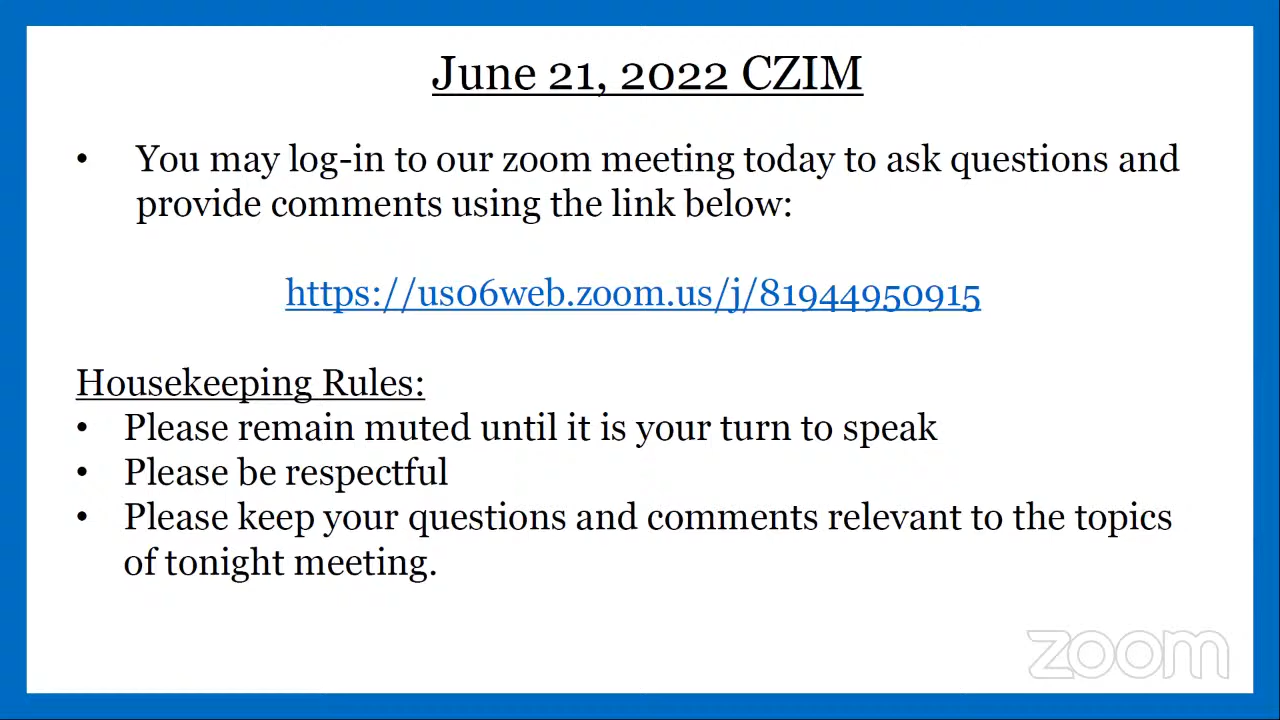 June 21, 2022 CZIM
• You may log-in to our zoom meeting today to ask questions and
provide comments using the link below:
https://us06web.zoom.us/j/81944950915
Housekeeping Rules:
• Please remain muted until it is your turn to speak
• Please be respectful
• Please keep your questions and comments relevant to the topics
of tonight meeting.
zoom